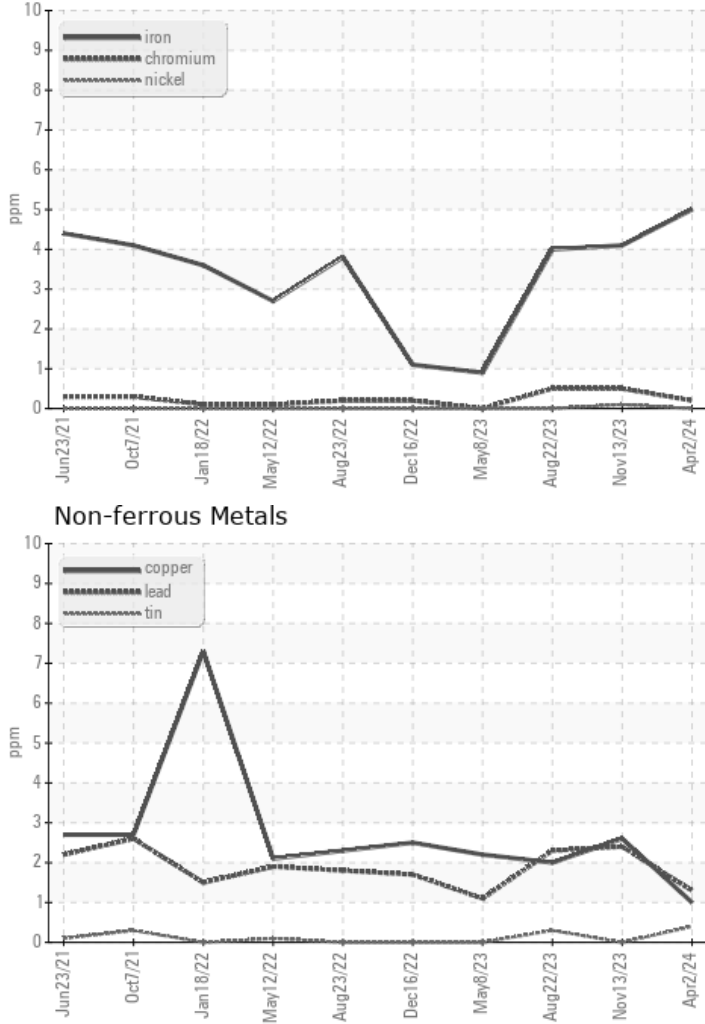 10
9
8
7
6
5
4
3
2
1
0
ppm
iron
chromium
nickel
Jun23/21
Oct7/21
Jan18/22
May12/22
Aug23/22
Dec16/22
May8/23
Aug22/23
Nov13/23
Apr2/24
Non-ferrous Metals
10
9
8
7
6
5
4
3
2
1
0
ppm
copper
lead
tin
Jun23/21
Oct7/21
Jan18/22
May12/22
Aug23/22
Dec16/22
May8/23
Aug22/23
Nov13/23
Apr2/24